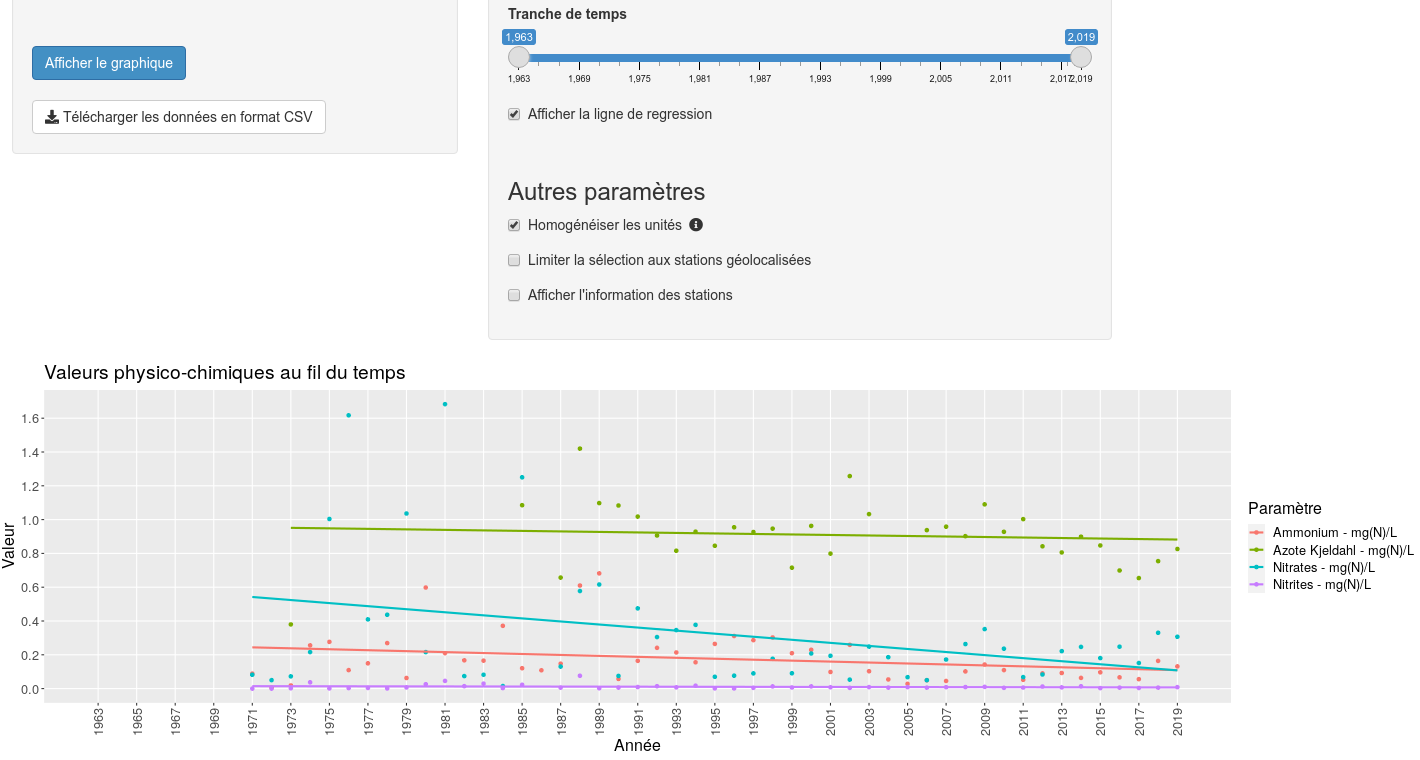 Tranche de temps
1,963 2,019
1,963 1,969 1,975 1,981 1,987 1,993 1,999 2,005 2,011 2,017 2,019
Afficher le graphique
Télécharger les données en format CSV
Afficher la ligne de regression
Autres paramètres
Homogénéiser les unités
Limiter la sélection aux stations géolocalisées
Afficher l'information des stations
Valeurs physico-chimiques au fil du temps
Valeur
1.6
1.4
1.2
1.0
0.8
0.6
0.4
0.2
0.0
1963 1965 1967 1969 1971 1973 1975 1977 1979 1981 1983 1985 1987 1989 1991 1993 1995 1997 1999 2001 2003 2005 2007 2009 2011 2013 2015 2017 2019
Année
Paramètre
Ammonium - mg(N)/L
Azote Kjeldahl - mg(N)/L
Nitrates - mg(N)/L
Nitrites - mg(N)/L